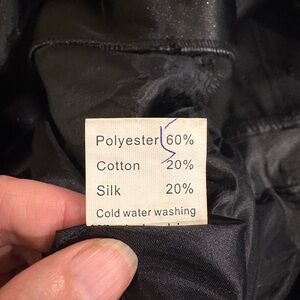 Polyester 60%
Cotton 20%
Silk 20%
Cold water washing